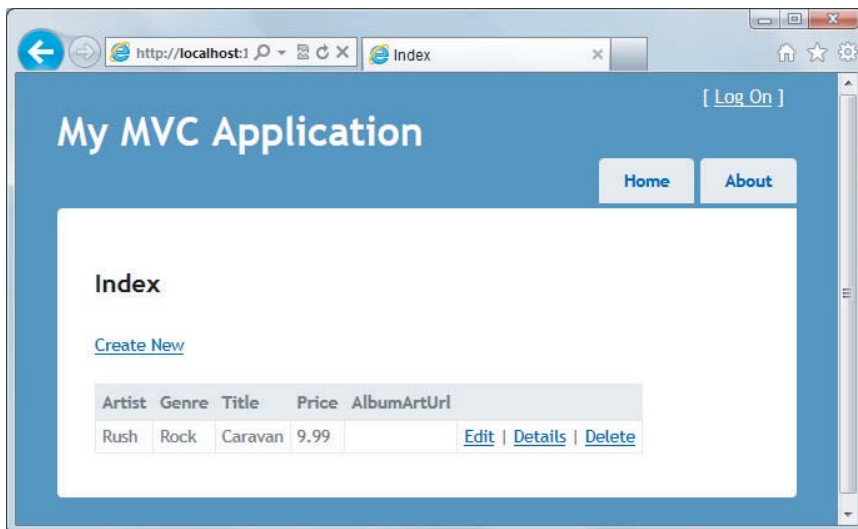 http://localhost:1
Index
[ Log On ]
My MVC Application
Home
About
Index
Create New
Artist Genre Title Price AlbumArtUrl
Rush Rock Caravan 9.99 Edit | Details | Delete